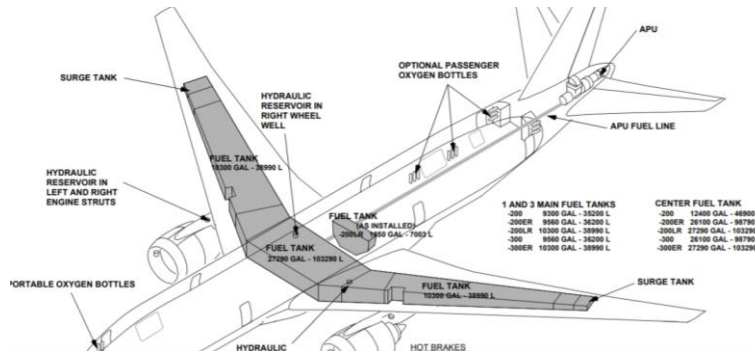 APU
OPTIONAL PASSENGER
OXYGEN BOTTLES
SURGE TANK
HYDRAULIC
RESERVOIR IN
RIGHT WHEEL
WELL
APU FUEL LINE
FUEL TANK
10300 GAL - 38990 L
HYDRAULIC
RESERVOIR IN
LEFT AND RIGHT
ENGINE STRUTS
1 AND 3 MAIN FUEL TANKS
-200 9300 GAL - 35200 L
-200ER 9560 GAL - 36200 L
-200LR 10300 GAL - 38990 L
-300 9560 GAL - 36200 L
-300ER 10300 GAL - 38990 L
CENTER FUEL TANK
-200 12400 GAL - 46900
-200ER 26100 GAL - 98790
-200LR 27290 GAL - 103290
-300 26100 GAL - 98790
-300ER 27290 GAL - 103290
FUEL TANK
(AS INSTALLED)
-200LR 1850 GAL - 7003 L
FUEL TANK
27290 GAL - 103290 L
FUEL TANK
10300 GAL - 38990 L
SURGE TANK
PORTABLE OXYGEN BOTTLES
HYDRAULIC
HOT BRAKES